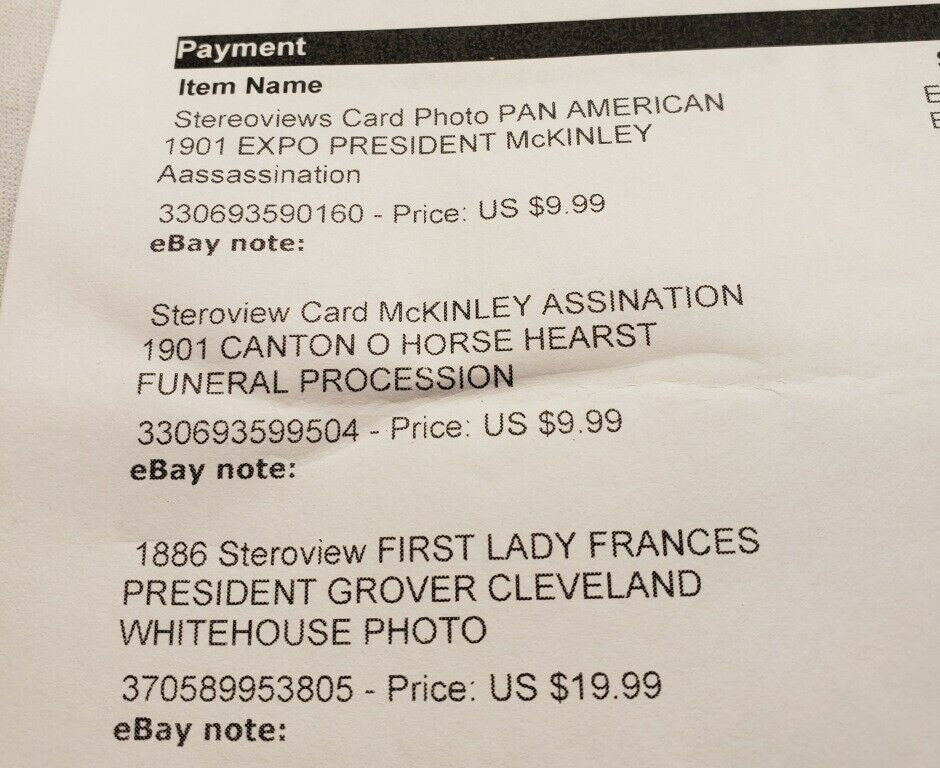 Payment
Item Name
Stereoviews Card Photo PAN AMERICAN
1901 EXPO PRESIDENT McKINLEY
Aassassination
330693590160 - Price: US $9.99
eBay note:
Steroview Card McKINLEY ASSINATION
1901 CANTON O HORSE HEARST
FUNERAL PROCESSION
330693599504 - Price: US $9.99
eBay note:
1886 Steroview FIRST LADY FRANCES
PRESIDENT GROVER CLEVELAND
WHITEHOUSE PHOTO
370589953805 - Price: US $19.99
eBay note: